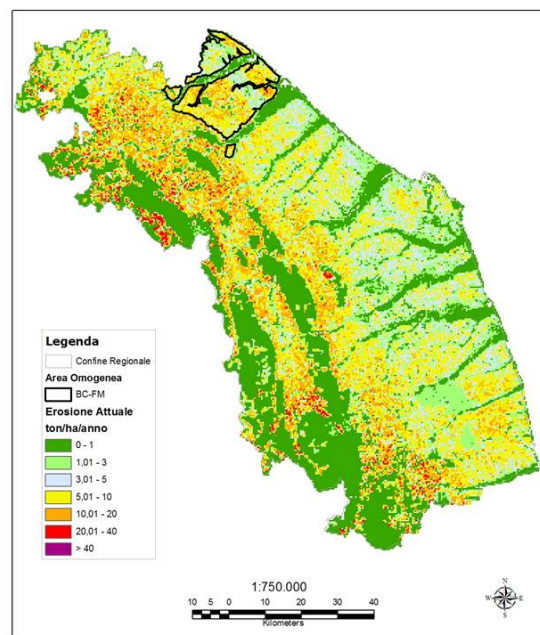 Legenda
Confine Regionale
Area Omogenea
BC-FM
Erosione Attuale
ton/ha/anno
0 - 1
1,01 - 3
3,01 - 5
5,01 - 10
10,01 - 20
20,01 - 40
> 40
1:750.000
10 5 0 10 20 30 40
Kilometers
N
W E
S